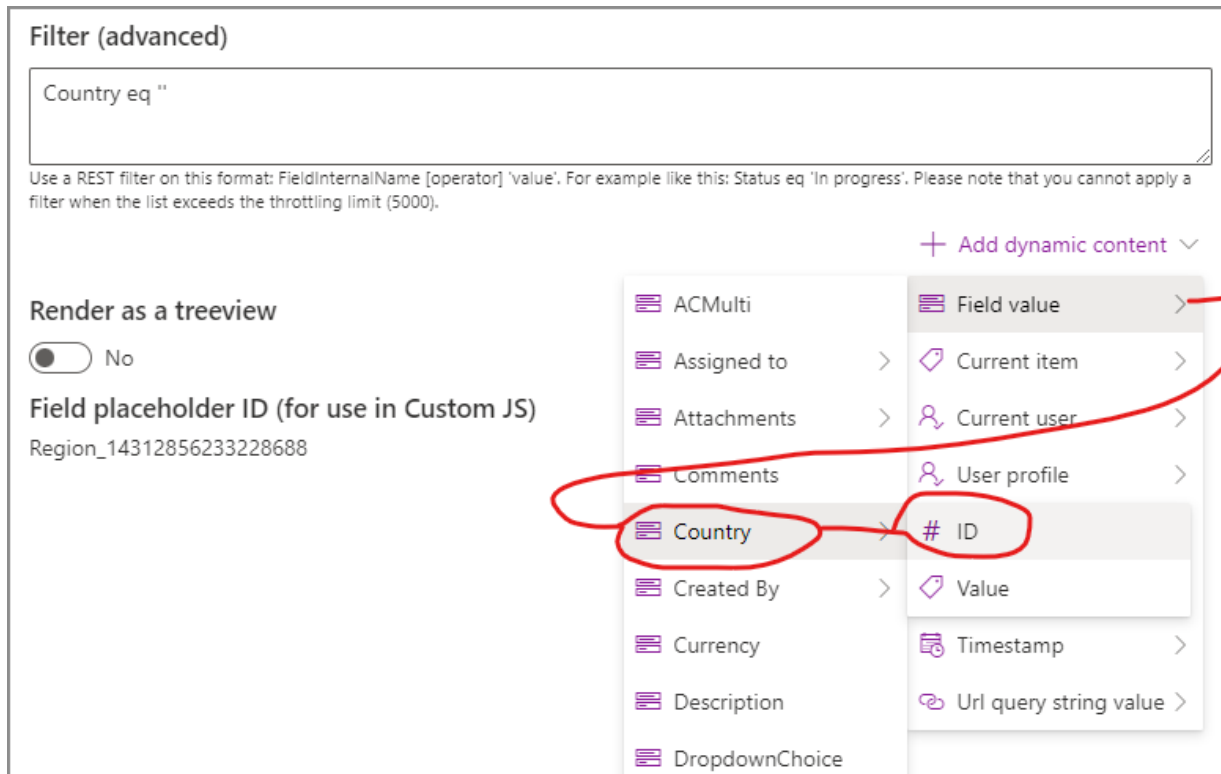 Filter (advanced)
Country eq ''
Use a REST filter on this format: FieldInternalName [operator] 'value'. For example like this: Status eq 'In progress'. Please note that you cannot apply a
filter when the list exceeds the throttling limit (5000).
Add dynamic content
Render as a treeview
No
Field placeholder ID (for use in Custom JS)
Region_14312856233228688
ACMulti
Assigned to
Attachments
Comments
Country
Created By
Currency
Description
DropdownChoice
Field value
Current item
Current user
User profile
# ID
Value
Timestamp
Url query string value